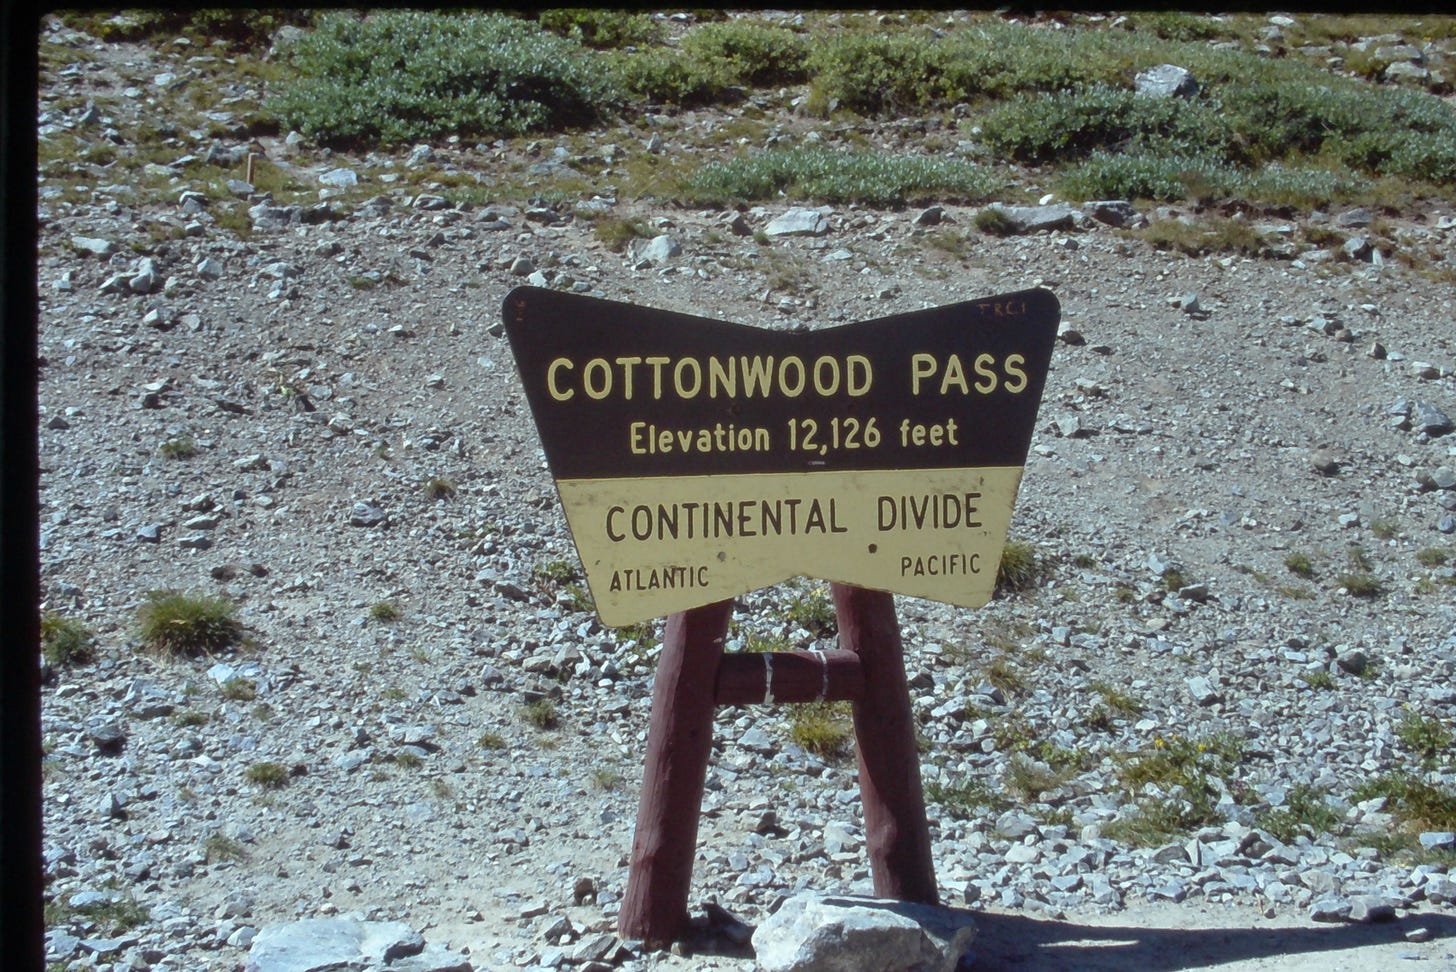 COTTONWOOD PASS
Elevation 12,126 feet
CONTINENTAL DIVIDE
ATLANTIC PACIFIC